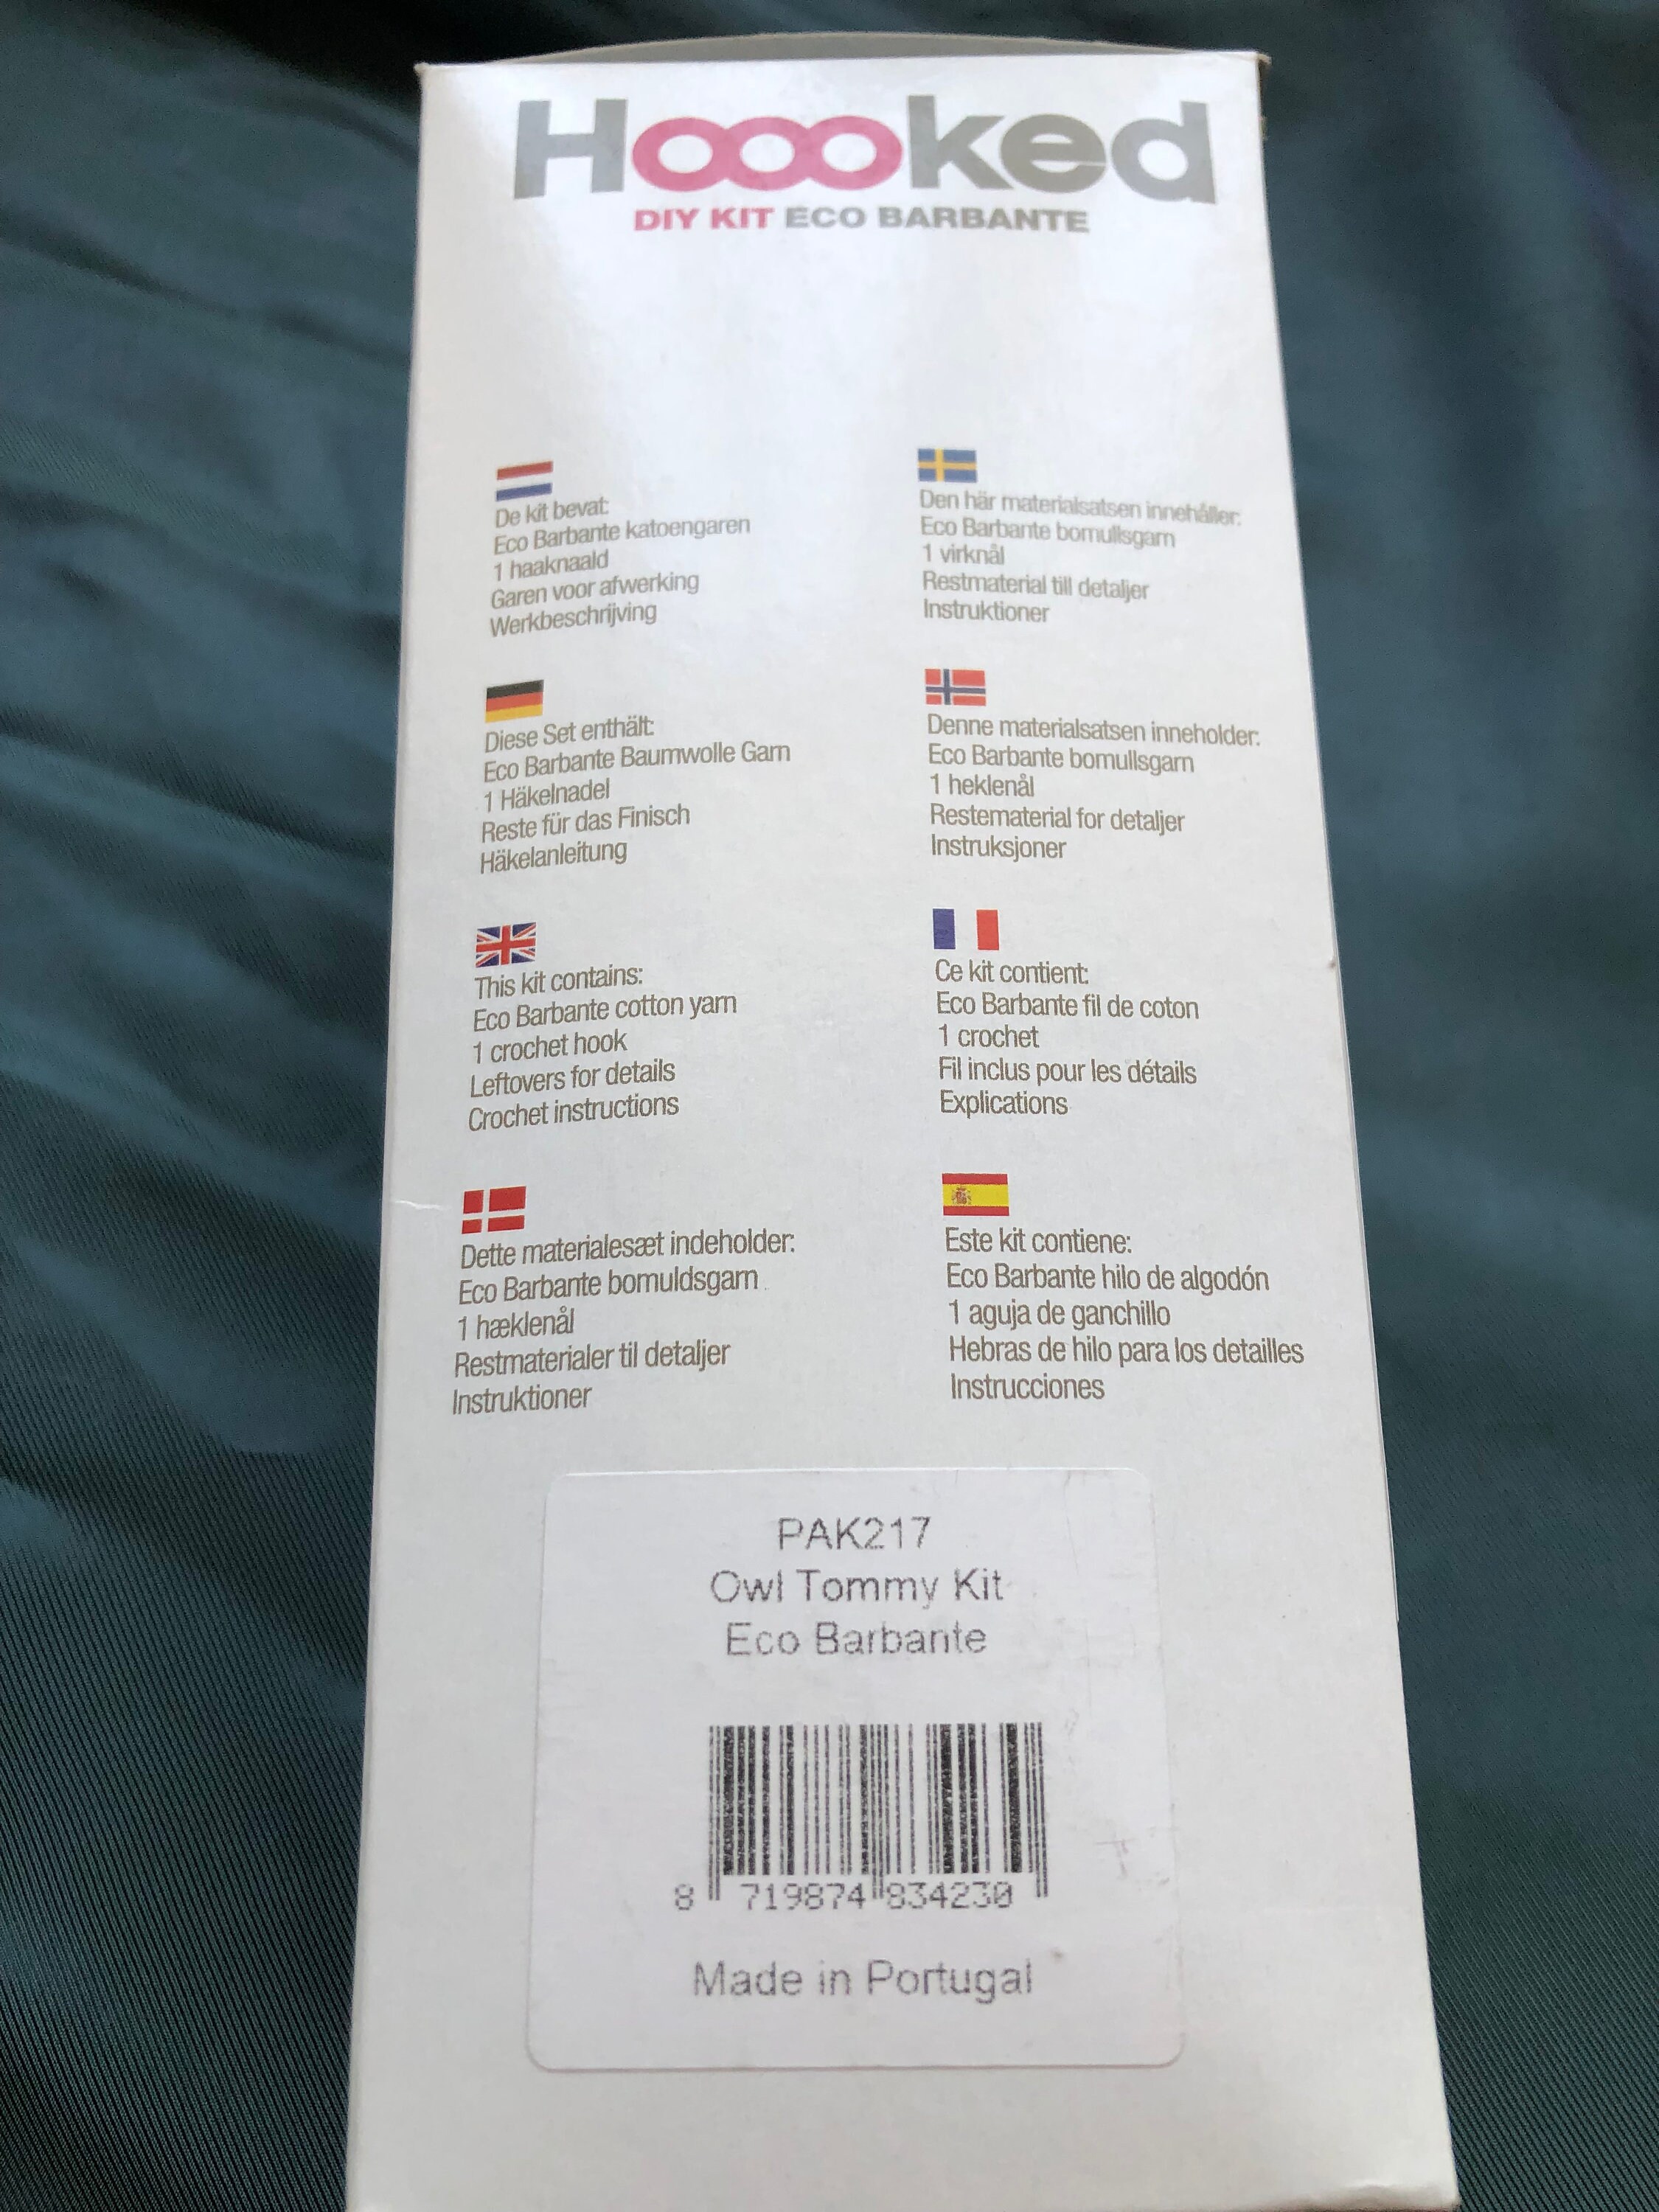 Hoooked
DIY KIT ECO BARBANTE
De kit bevat:
Eco Barbante katoengaren
1 haaknaald
Garen voor afwerking
Werkbeschrijving
Diese Set enthält:
Eco Barbante Baumwolle Garn
1 Häkelnadel
Reste für das Finisch
Häkelanleitung
This kit contains:
Eco Barbante cotton yarn
1 crochet hook
Leftovers for details
Crochet instructions
Dette materialesæt indeholder:
Eco Barbante bomuldsgarn
1 hæklenål
Restmaterialer til detaljer
Instruktioner
Den här materialsatsen innehåller:
Eco Barbante bomullsgarn
1 virknål
Restmaterial till detaljer
Instruktioner
Denne materialsatsen inneholder:
Eco Barbante bomullsgarn
1 heklenål
Restematerial for detaljer
Instruksjoner
Ce kit contient:
Eco Barbante fil de coton
1 crochet
Fil inclus pour les détails
Explications
Este kit contiene:
Eco Barbante hilo de algodón
1 aguja de ganchillo
Hebras de hilo para los detailles
Instrucciones
PAK217
Owl Tommy Kit
Eco Barbante
8 719874 834230
Made in Portugal